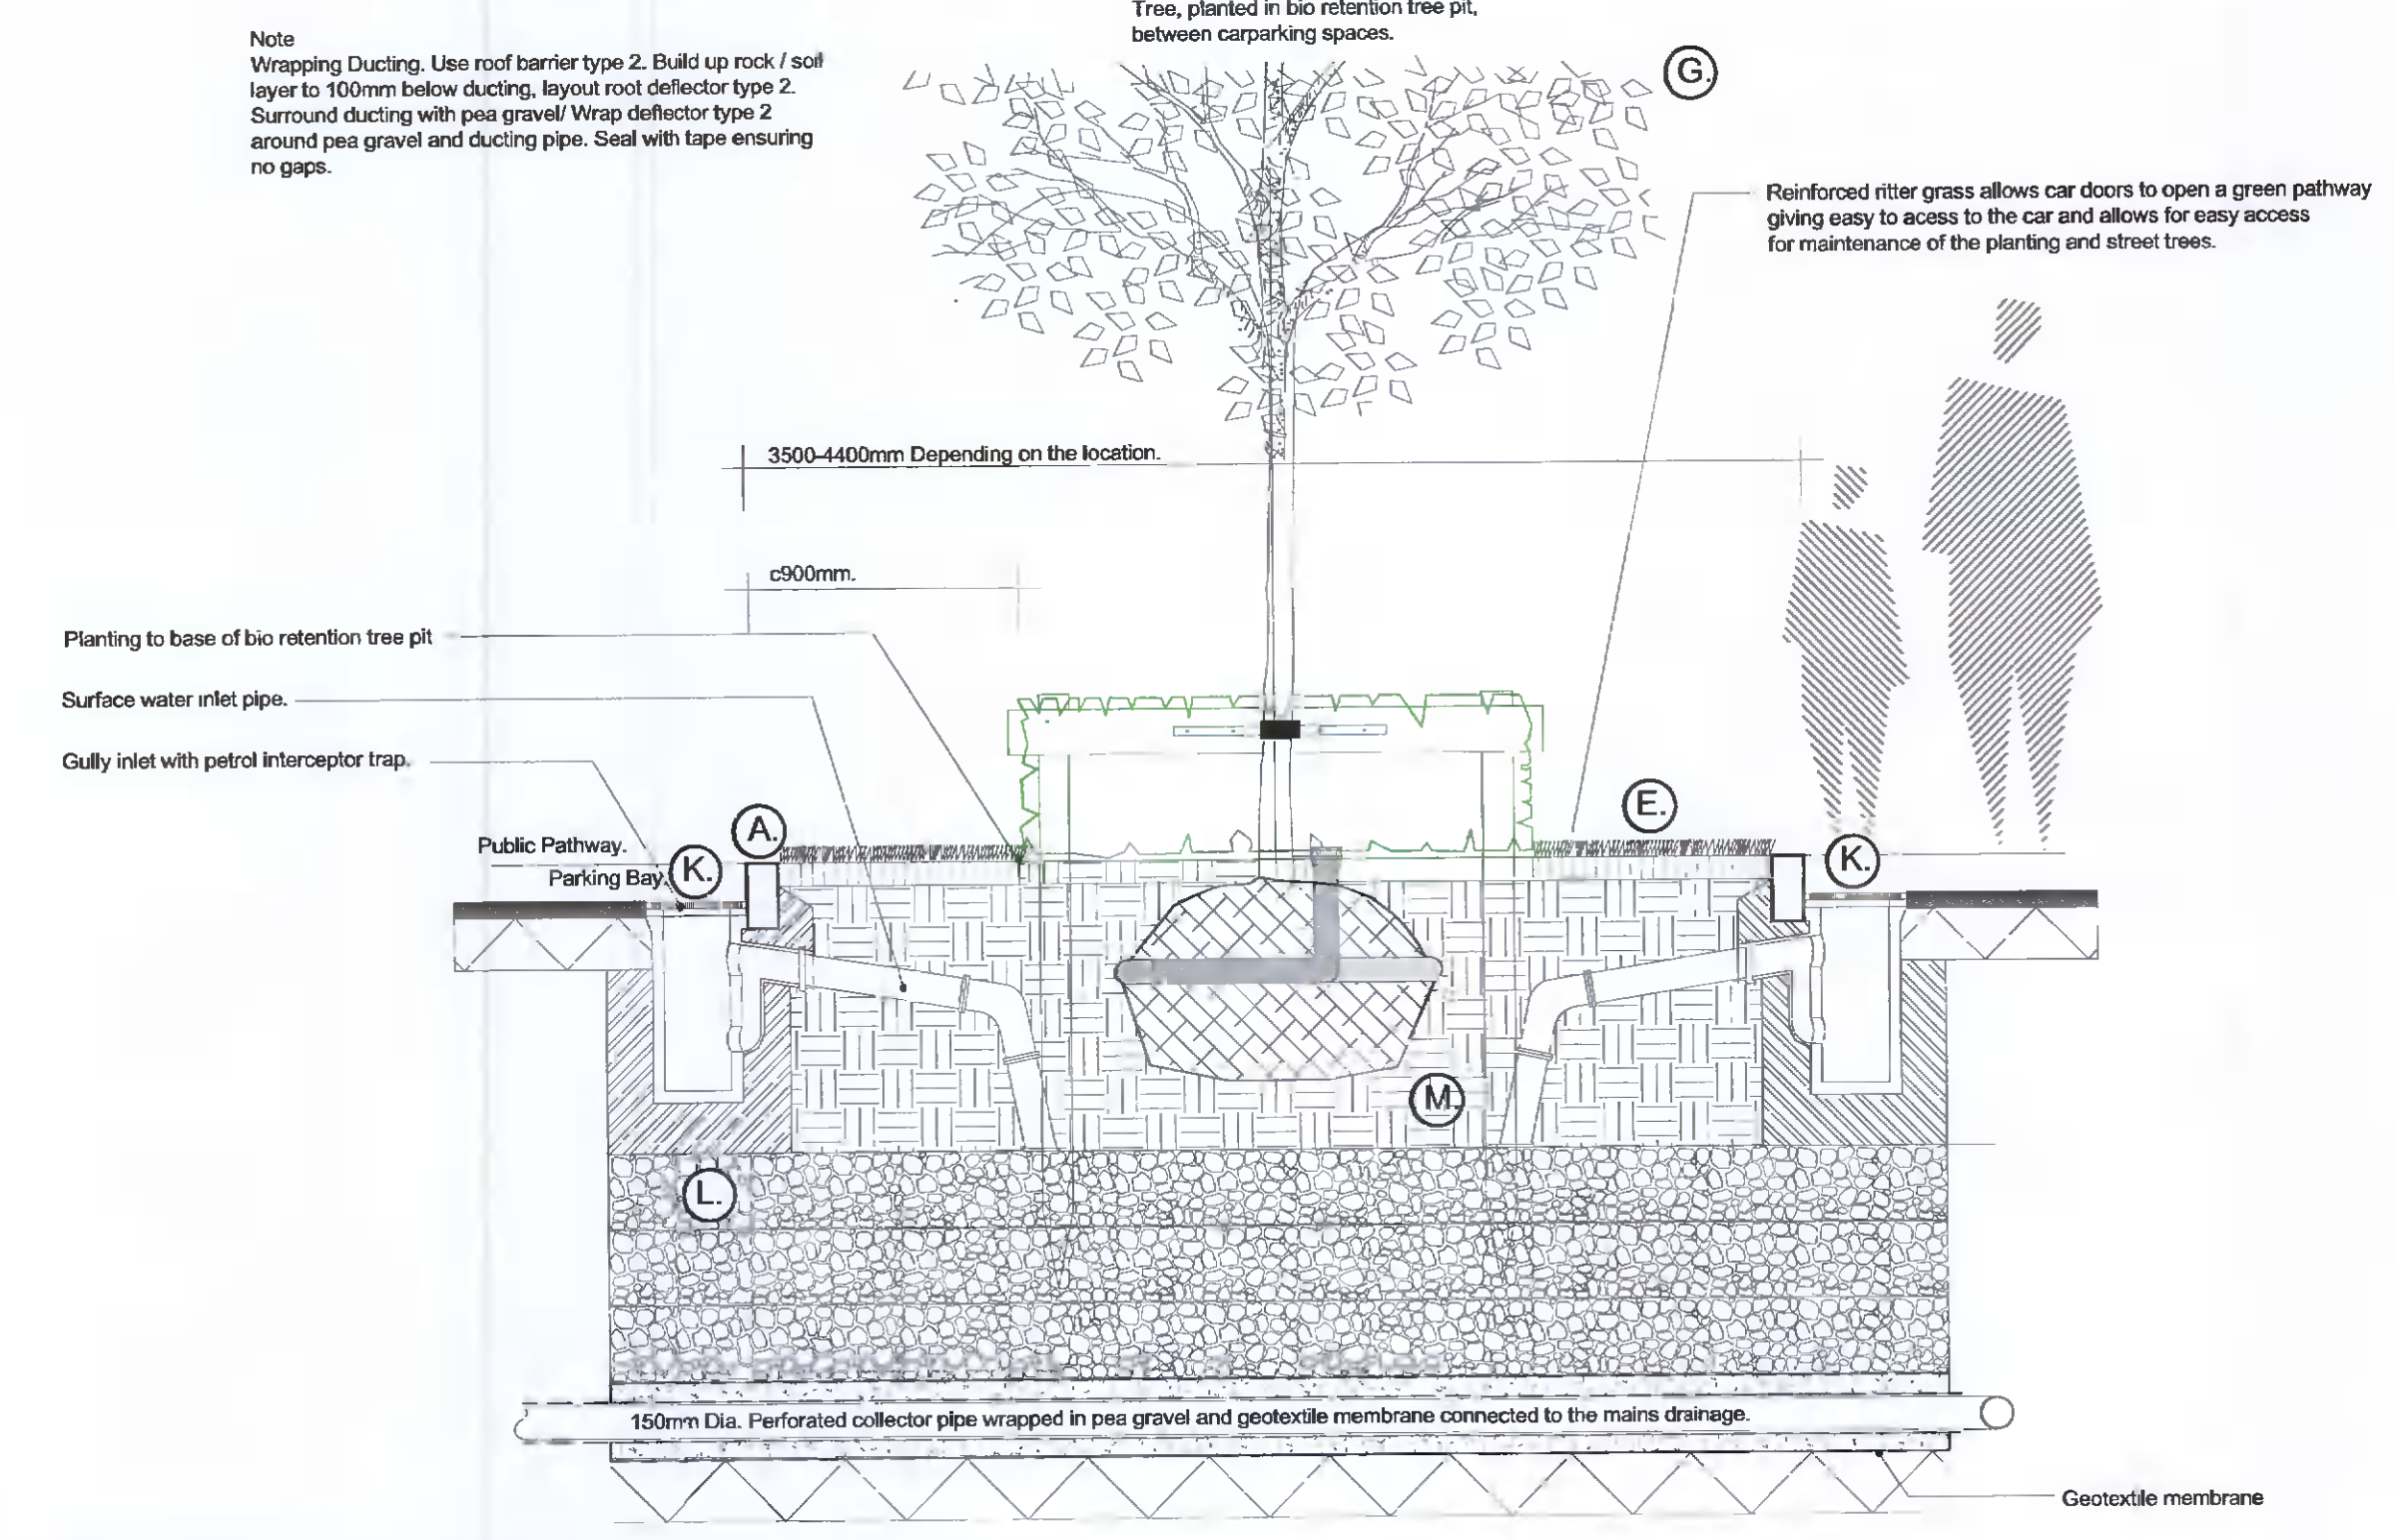 Tree, planted in bio retention tree pit,
between carparking spaces.
Note
Wrapping Ducting. Use roof barrier type 2. Build up rock / soil
layer to 100mm below ducting, layout root deflector type 2.
Surround ducting with pea gravel/ Wrap deflector type 2
around pea gravel and ducting pipe. Seal with tape ensuring
no gaps.
G.
Reinforced ritter grass allows car doors to open a green pathway
giving easy to acess to the car and allows for easy access
for maintenance of the planting and street trees.
3500-4400mm Depending on the location.
c900mm.
Planting to base of bio retention tree pit
Surface water inlet pipe.
Gully inlet with petrol interceptor trap.
A.
E.
Public Pathway.
K.
K.
Parking Bay.
M.
L.
150mm Dia. Perforated collector pipe wrapped in pea gravel and geotextile membrane connected to the mains drainage.
Geotextile membrane